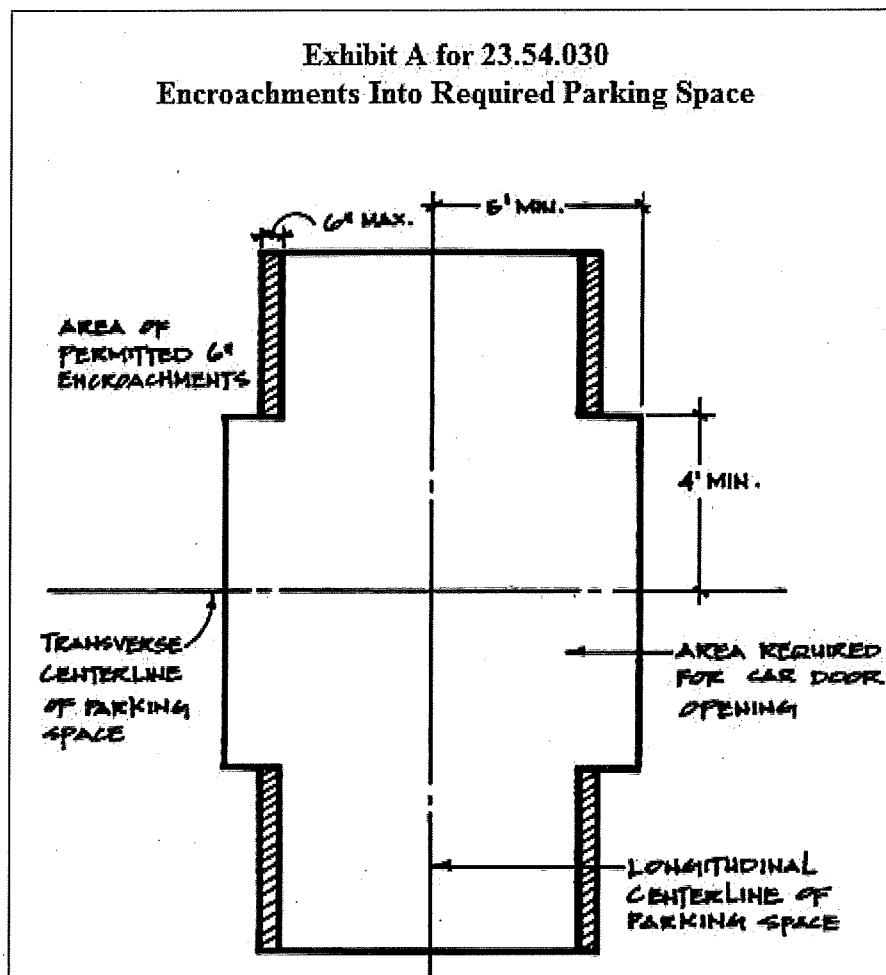 Exhibit A for 23.54.030
Encroachments Into Required Parking Space
6" MAX.
5' MIN.
AREA OF
PERMITTED 6"
ENCROACHMENTS
4' MIN.
TRANSVERSE
CENTERLINE
OF PARKING
SPACE
AREA REQUIRED
FOR CAR DOOR
OPENING
LONGITUDINAL
CENTERLINE OF
PARKING SPACE